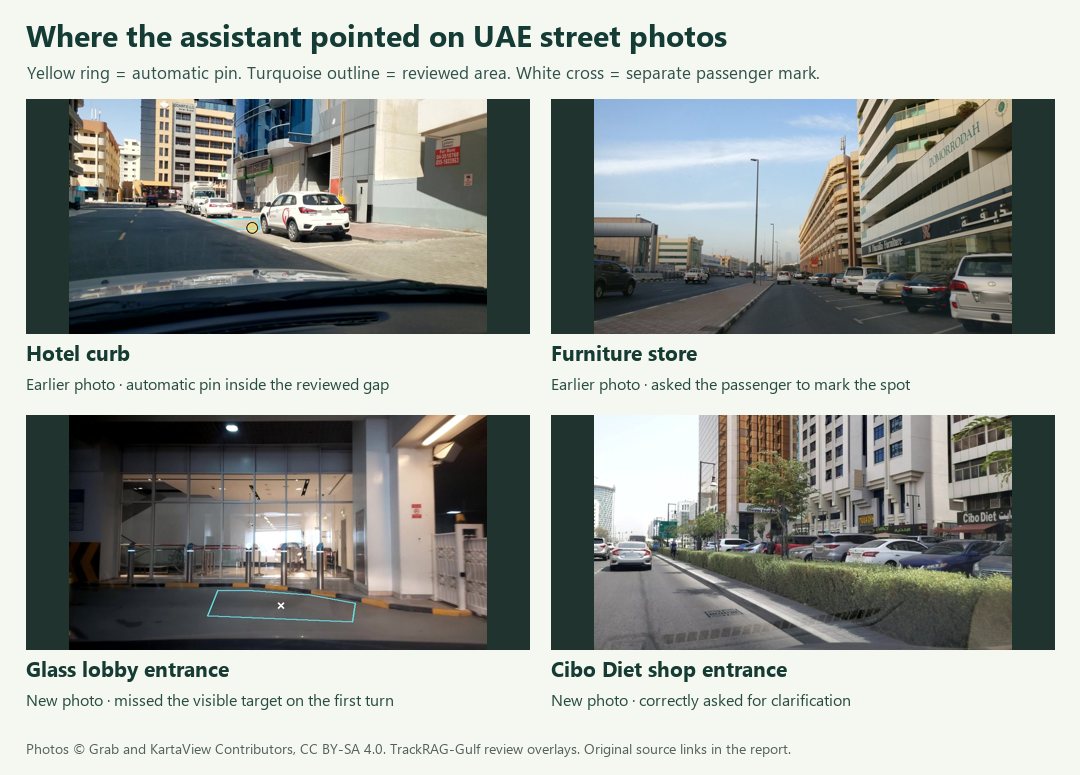 Where the assistant pointed on UAE street photos
Yellow ring = automatic pin. Turquoise outline = reviewed area. White cross = separate passenger mark.
For Rent
ZOMORRODAH
Hotel curb
Earlier photo · automatic pin inside the reviewed gap
Furniture store
Earlier photo · asked the passenger to mark the spot
Cibo Diet
Glass lobby entrance
New photo · missed the visible target on the first turn
Cibo Diet shop entrance
New photo · correctly asked for clarification
Photos © Grab and KartaView Contributors, CC BY-SA 4.0. TrackRAG-Gulf review overlays. Original source links in the report.